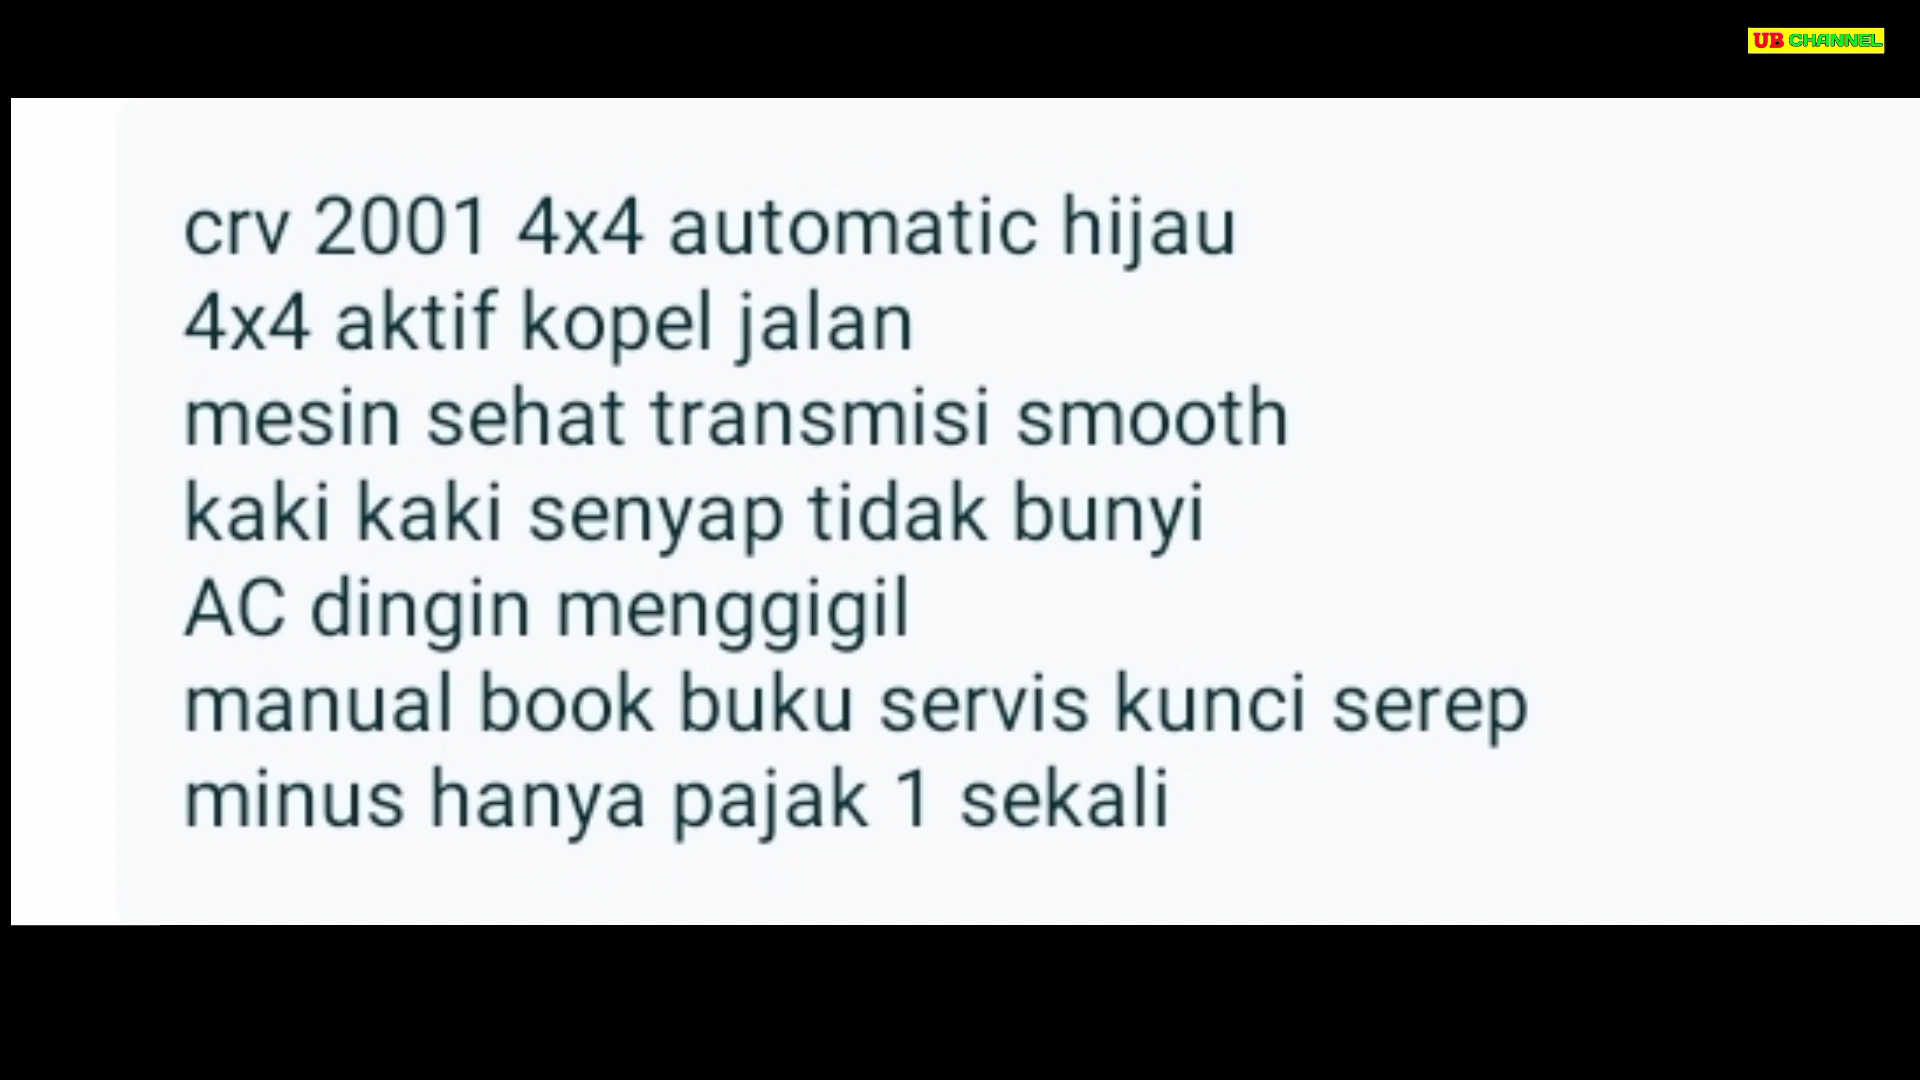 UB CHANNEL
crv 2001 4x4 automatic hijau
4x4 aktif kopel jalan
mesin sehat transmisi smooth
kaki kaki senyap tidak bunyi
AC dingin menggigil
manual book buku servis kunci serep
minus hanya pajak 1 sekali